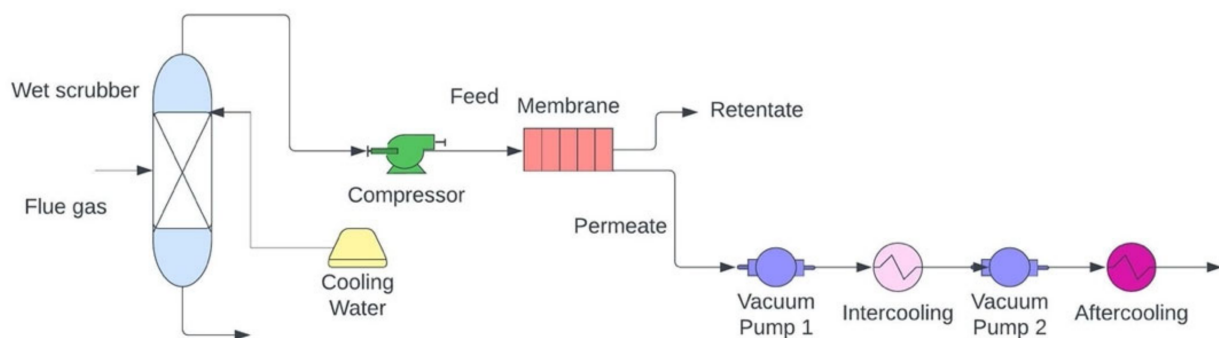 Wet scrubber
Flue gas
Cooling
Water
Compressor
Feed
Membrane
Retentate
Permeate
Vacuum
Pump 1
Intercooling
Vacuum
Pump 2
Aftercooling